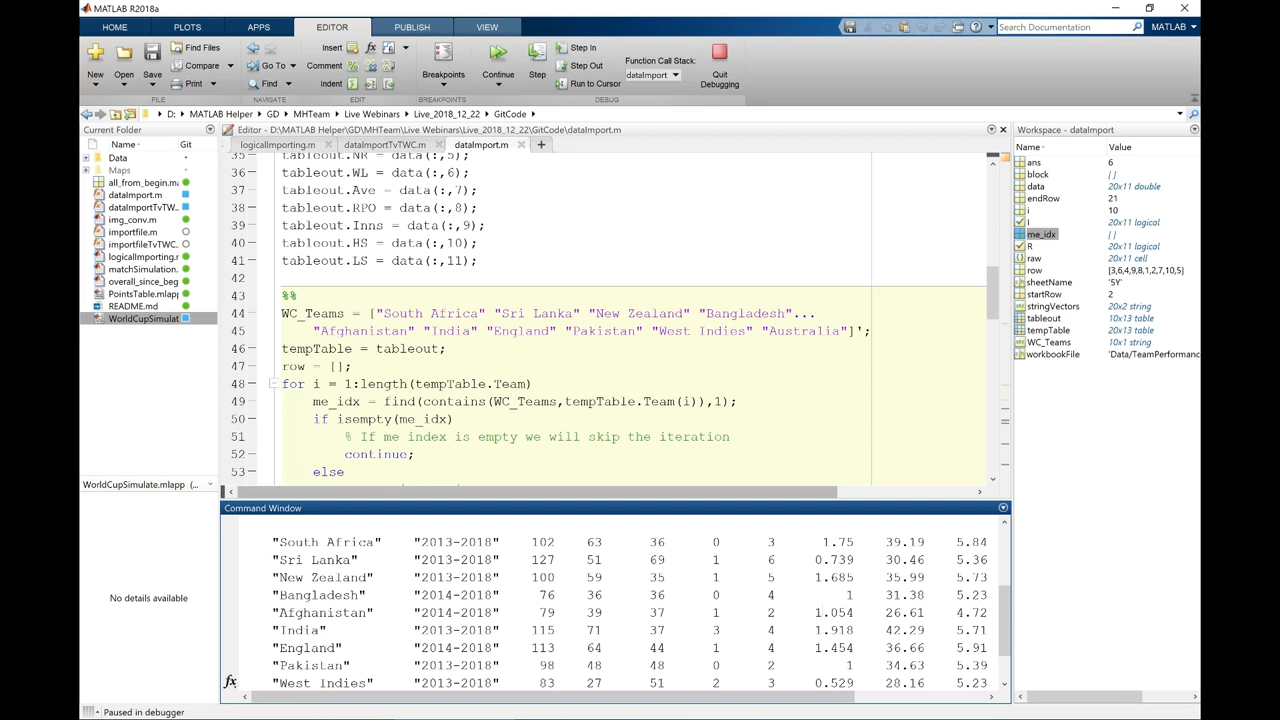 MATLAB R2018a
HOME PLOTS APPS EDITOR PUBLISH VIEW Search Documentation MATLAB
New Open Save Find Files Compare Print
Insert Comment Indent
Go To Find
Breakpoints Continue Step Step In Step Out Run to Cursor
Function Call Stack:
dataImport
Quit Debugging
FILE NAVIGATE EDIT BREAKPOINTS DEBUG
D: MATLAB Helper GD MHTeam Live Webinars Live_2018_12_22 GitCode
Current Folder
Name Git
Data
Maps
all_from_begin.ma
dataImport.m
dataImportTvTW...
img_conv.m
importfile.m
importfileTvTWC...
logicalImporting.m
matchSimulation.
overall_since_beg
PointsTable.mlapp
README.md
WorldCupSimulat
WorldCupSimulate.mlapp (...
No details available
Editor - D:\MATLAB Helper\GD\MHTeam\Live Webinars\Live_2018_12_22\GitCode\dataImport.m
logicalImporting.m dataImportTvTWC.m dataImport.m
35 tableout.NR = data(:,5);
36 tableout.WL = data(:,6);
37 tableout.Ave = data(:,7);
38 tableout.RPO = data(:,8);
39 tableout.Inns = data(:,9);
40 tableout.HS = data(:,10);
41 tableout.LS = data(:,11);
42
43 %%
44 WC_Teams = ["South Africa" "Sri Lanka" "New Zealand" "Bangladesh"...
45 "Afghanistan" "India" "England" "Pakistan" "West Indies" "Australia"]';
46 tempTable = tableout;
47 row = [];
48 for i = 1:length(tempTable.Team)
49 me_idx = find(contains(WC_Teams,tempTable.Team(i)),1);
50 if isempty(me_idx)
51 % If me index is empty we will skip the iteration
52 continue;
53 else
Command Window
"South Africa" "2013-2018" 102 63 36 0 3 1.75 39.19 5.84
"Sri Lanka" "2013-2018" 127 51 69 1 6 0.739 30.46 5.36
"New Zealand" "2013-2018" 100 59 35 1 5 1.685 35.99 5.73
"Bangladesh" "2014-2018" 76 36 36 0 4 1 31.38 5.23
"Afghanistan" "2014-2018" 79 39 37 1 2 1.054 26.61 4.72
"India" "2013-2018" 115 71 37 3 4 1.918 42.29 5.71
"England" "2014-2018" 113 64 44 1 4 1.454 36.66 5.91
"Pakistan" "2013-2018" 98 48 48 0 2 1 34.63 5.39
"West Indies" "2013-2018" 83 27 51 2 3 0.529 28.16 5.23
fx
Workspace - dataImport
Name Value
ans 6
block []
data 20x11 double
endRow 21
i 10
I 20x11 logical
me_idx []
R 20x11 logical
raw 20x11 cell
row [3,6,4,9,8,1,2,7,10,5]
sheetName '5Y'
startRow 2
stringVectors 20x2 string
tableout 10x13 table
tempTable 20x13 table
WC_Teams 10x1 string
workbookFile 'Data/TeamPerformanc
Paused in debugger